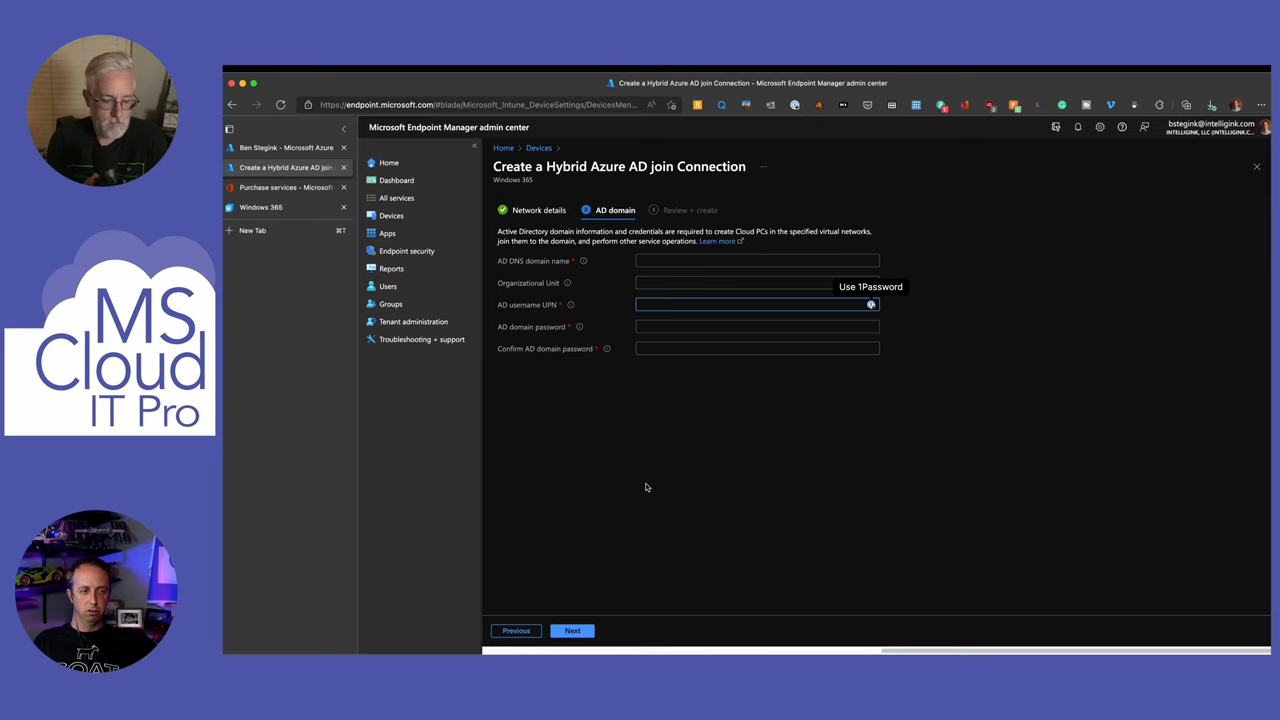 MS
Cloud
IT Pro
Create a Hybrid Azure AD join Connection - Microsoft Endpoint Manager admin center
https://endpoint.microsoft.com/#blade/Microsoft_Intune_DeviceSettings/DevicesMen...
Ben Stegink - Microsoft Azure
Create a Hybrid Azure AD join
Purchase services - Microsoft
Windows 365
New Tab
⌘T
Microsoft Endpoint Manager admin center
bstegink@intelligink.com
INTELLIGINK, LLC (INTELLIGINK.C...
Home
Dashboard
All services
Devices
Apps
Endpoint security
Reports
Users
Groups
Tenant administration
Troubleshooting + support
Home > Devices >
Create a Hybrid Azure AD join Connection ...
Windows 365
Network details
2 AD domain
3 Review + create
Active Directory domain information and credentials are required to create Cloud PCs in the specified virtual networks,
join them to the domain, and perform other service operations. Learn more
AD DNS domain name *
Organizational Unit
Use 1Password
AD username UPN *
AD domain password *
Confirm AD domain password *
Previous
Next